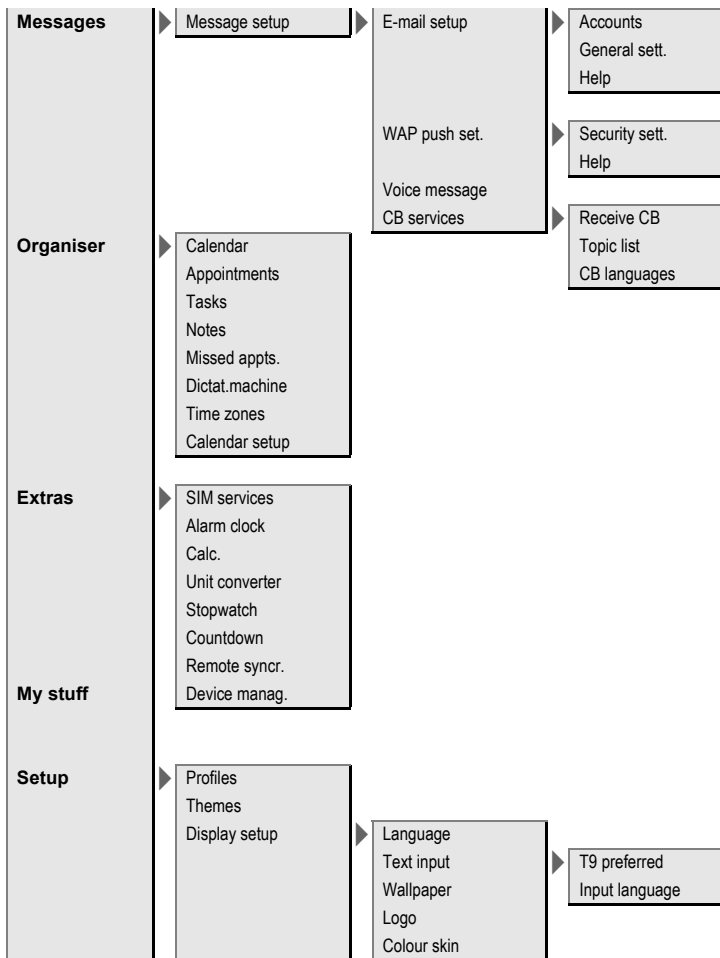 Messages
Message setup
E-mail setup
Accounts
General sett.
Help
WAP push set.
Security sett.
Help
Voice message
CB services
Receive CB
Topic list
CB languages
Organiser
Calendar
Appointments
Tasks
Notes
Missed appts.
Dictat.machine
Time zones
Calendar setup
Extras
SIM services
Alarm clock
Calc.
Unit converter
Stopwatch
Countdown
Remote syncr.
Device manag.
My stuff
Setup
Profiles
Themes
Display setup
Language
Text input
T9 preferred
Input language
Wallpaper
Logo
Colour skin